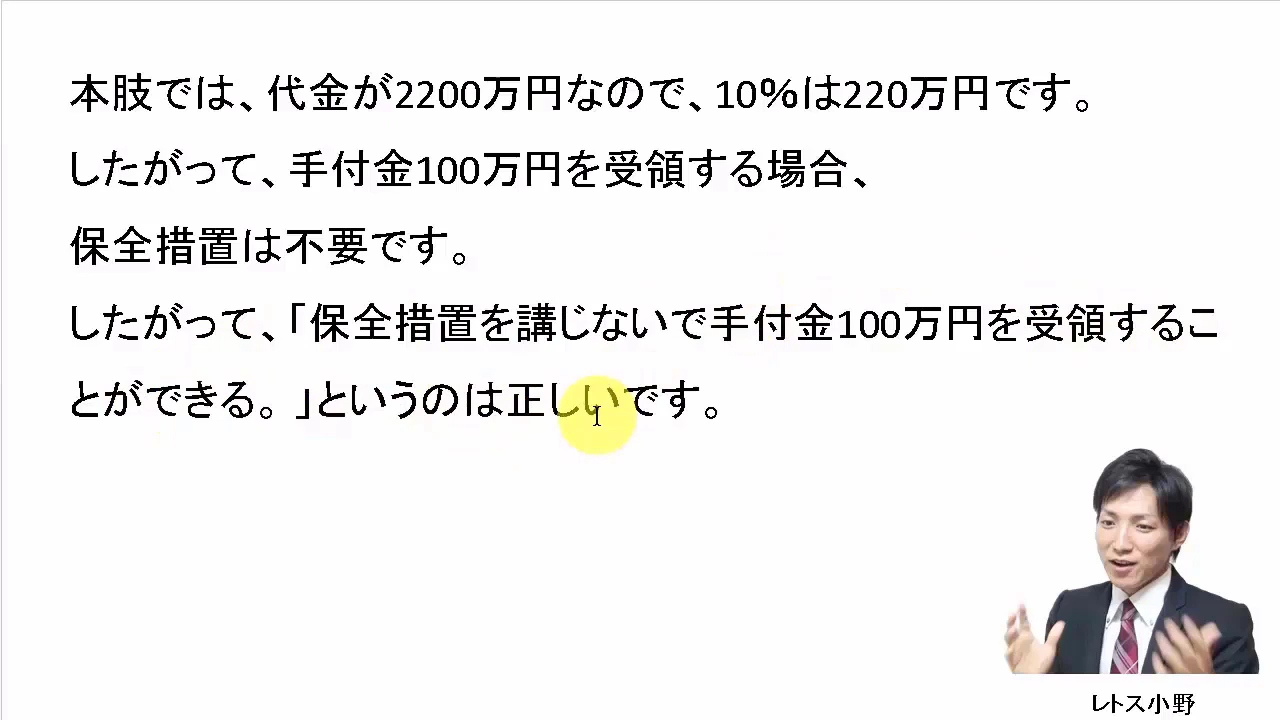 本肢では、代金が2200万円なので、10%は220万円です。
したがって、手付金100万円を受領する場合、
保全措置は不要です。
したがって、「保全措置を講じないで手付金100万円を受領するこ
とができる。」というのは正しいです。
レトス小野